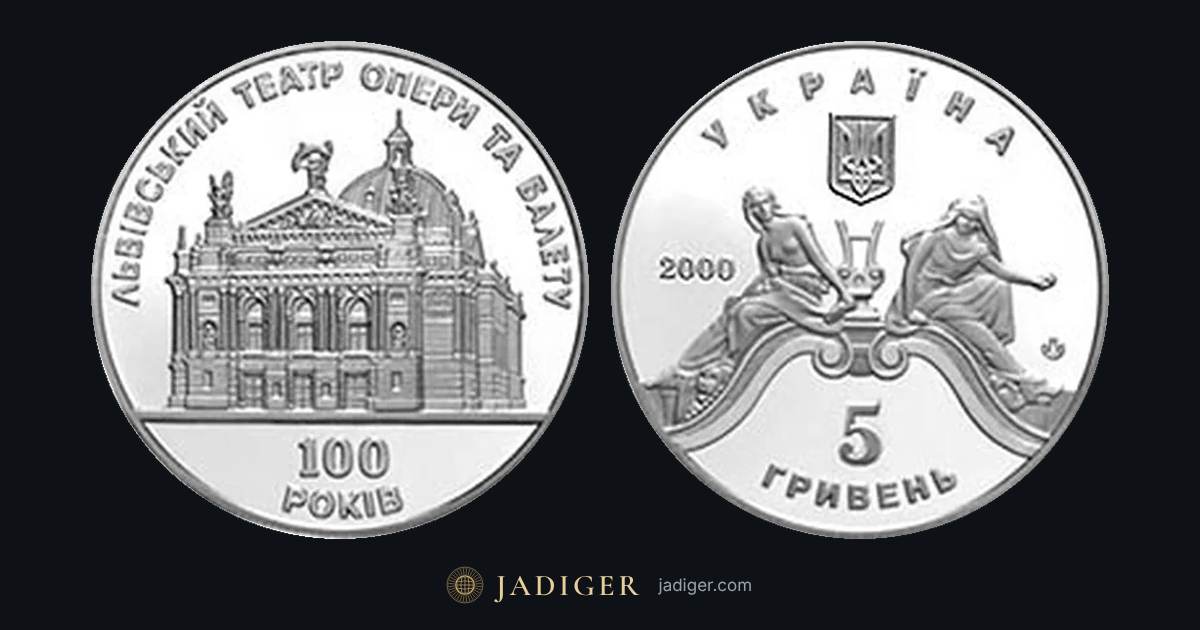 ЛЬВІВСЬКИЙ ТЕАТР ОПЕРИ ТА БАЛЕТУ
100
РОКІВ
УКРАЇНА
2000
5
ГРИВЕНЬ
JADIGER jadiger.com